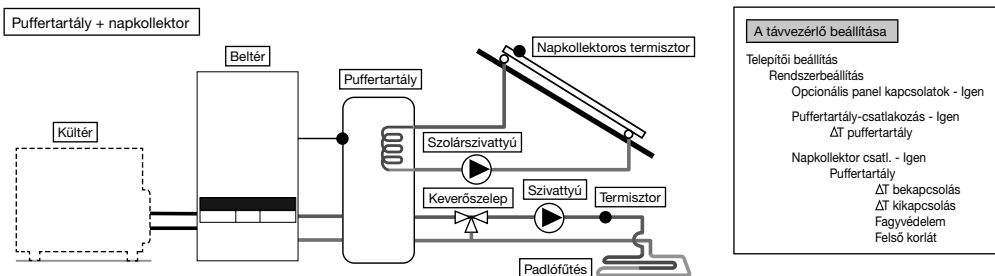 Puffertartály + napkollektor
Beltér
Puffertartály
Napkollektoros termisztor
Kültér
Szolárszivattyú
Keverőszelep
Szivattyú
Termisztor
Padlófűtés
A távvezérlő beállítása
Telepítői beállítás
Rendszerbeállítás
Opcionális panel kapcsolatok - Igen
Puffertartály-csatlakozás - Igen
ΔT puffertartály
Napkollektor csatl. - Igen
Puffertartály
ΔT bekapcsolás
ΔT kikapcsolás
Fagyvédelem
Felső korlát